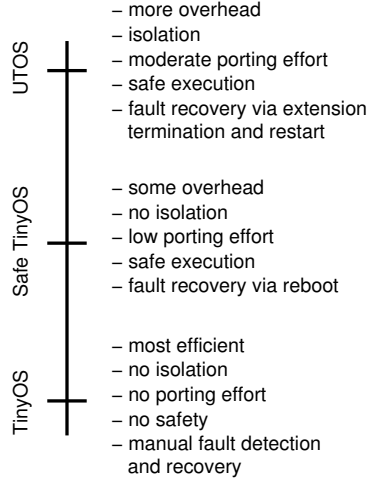 UTOS
– more overhead
– isolation
– moderate porting effort
– safe execution
– fault recovery via extension
termination and restart
Safe TinyOS
– some overhead
– no isolation
– low porting effort
– safe execution
– fault recovery via reboot
TinyOS
– most efficient
– no isolation
– no porting effort
– no safety
– manual fault detection
and recovery